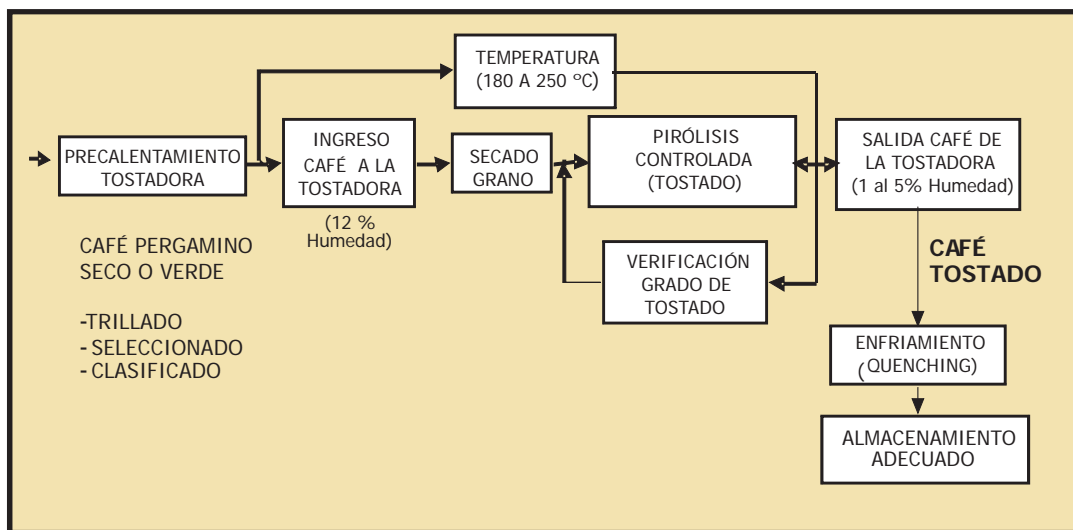 TEMPERATURA
(180 A 250 ºC)
PRECALENTAMIENTO
TOSTADORA
INGRESO
CAFÉ A LA
TOSTADORA
(12 %
Humedad)
SECADO
GRANO
PIRÓLISIS
CONTROLADA
(TOSTADO)
SALIDA CAFÉ DE
LA TOSTADORA
(1 al 5% Humedad)
CAFÉ PERGAMINO
SECO O VERDE
-TRILLADO
- SELECCIONADO
- CLASIFICADO
VERIFICACIÓN
GRADO DE
TOSTADO
CAFÉ
TOSTADO
ENFRIAMIENTO
(QUENCHING)
ALMACENAMIENTO
ADECUADO